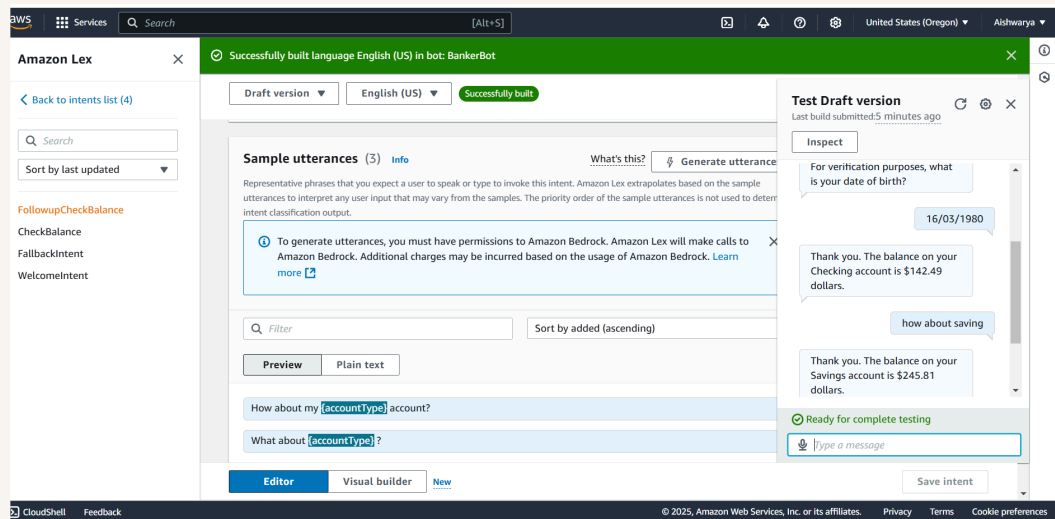 aws
Services
Search
[Alt+S]
United States (Oregon) ▼
Aishwarya ▼
Amazon Lex
Back to intents list (4)
Search
Sort by last updated ▼
FollowupCheckBalance
CheckBalance
FallbackIntent
WelcomeIntent
Successfully built language English (US) in bot: BankerBot
Draft version ▼
English (US) ▼
Successfully built
Sample utterances (3) Info
What's this?
Generate utterance
Representative phrases that you expect a user to speak or type to invoke this intent. Amazon Lex extrapolates based on the sample
utterances to interpret any user input that may vary from the samples. The priority order of the sample utterances is not used to deter
intent classification output.
To generate utterances, you must have permissions to Amazon Bedrock. Amazon Lex will make calls to
Amazon Bedrock. Additional charges may be incurred based on the usage of Amazon Bedrock. Learn
more
Filter
Sort by added (ascending)
Preview
Plain text
How about my {accountType} account?
What about {accountType} ?
Editor
Visual builder
New
Save intent
Test Draft version
Last build submitted:5 minutes ago
Inspect
For verification purposes, what
is your date of birth?
16/03/1980
Thank you. The balance on your
Checking account is $142.49
dollars.
how about saving
Thank you. The balance on your
Savings account is $245.81
dollars.
Ready for complete testing
Type a message
CloudShell
Feedback
© 2025, Amazon Web Services, Inc. or its affiliates.
Privacy
Terms
Cookie preferences